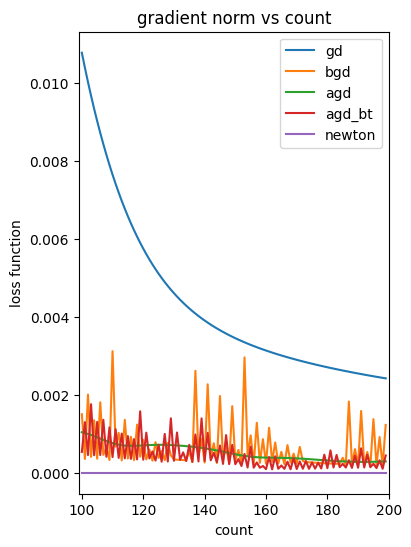 gradient norm vs count
gd
bgd
agd
agd_bt
newton
loss function
0.010
0.008
0.006
0.004
0.002
0.000
100
120
140
160
180
200
count